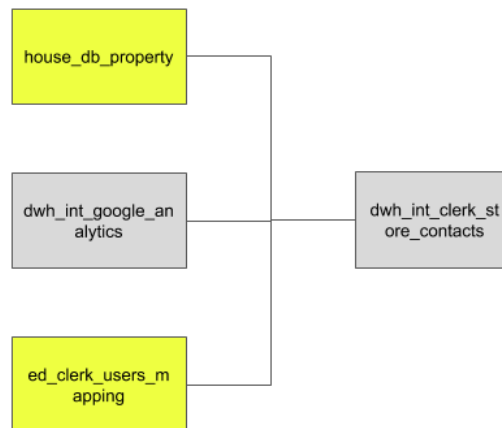 house_db_property
dwh_int_google_an
alytics
dwh_int_clerk_st
ore_contacts
ed_clerk_users_m
apping